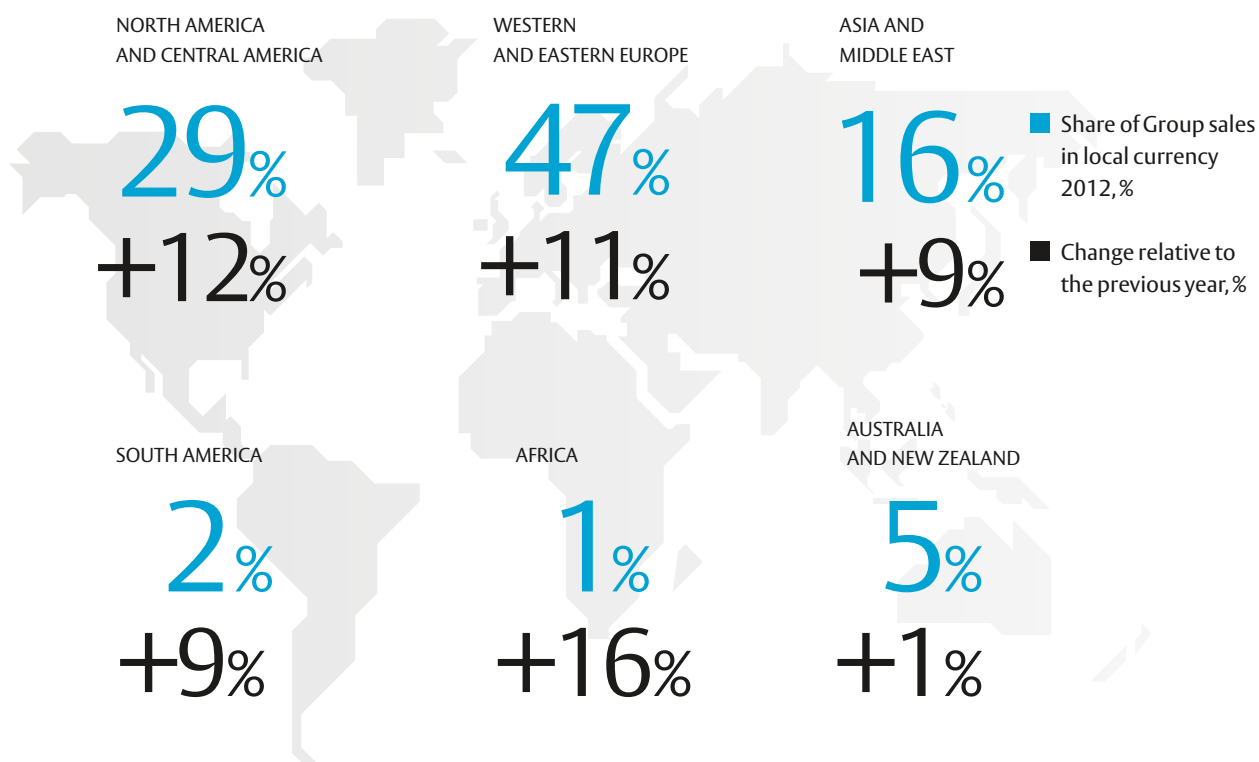 NORTH AMERICA
AND CENTRAL AMERICA
29%
+12%
WESTERN
AND EASTERN EUROPE
47%
+11%
ASIA AND
MIDDLE EAST
16%
+9%
Share of Group sales
in local currency
2012, %
Change relative to
the previous year, %
SOUTH AMERICA
2%
+9%
AFRICA
1%
+16%
AUSTRALIA
AND NEW ZEALAND
5%
+1%